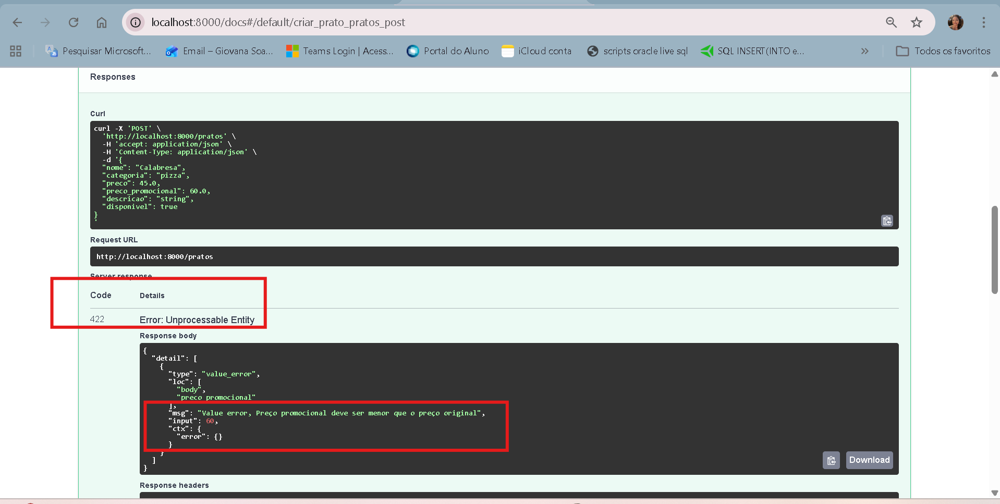 localhost:8000/docs#/default/criar_prato_pratos_post
Pesquisar Microsoft...
Email – Giovana Soa...
Teams Login | Acess...
Portal do Aluno
iCloud conta
scripts oracle live sql
SQL INSERT(INTO e...
»
Todos os favoritos
Responses
Curl
curl -X 'POST' \
'http://localhost:8000/pratos' \
-H 'accept: application/json' \
-H 'Content-Type: application/json' \
-d '{
"nome": "Calabresa",
"categoria": "pizza",
"preco": 45.0,
"preco_promocional": 60.0,
"descricao": "string",
"disponivel": true
}
'
Request URL
http://localhost:8000/pratos
Server response
Code Details
422 Error: Unprocessable Entity
Response body
{
"detail": [
{
"type": "value_error",
"loc": [
"body",
"preco_promocional"
],
"msg": "Value error, Preço promocional deve ser menor que o preço original",
"input": 60,
"ctx": {
"error": {}
}
}
]
}
Download
Response headers